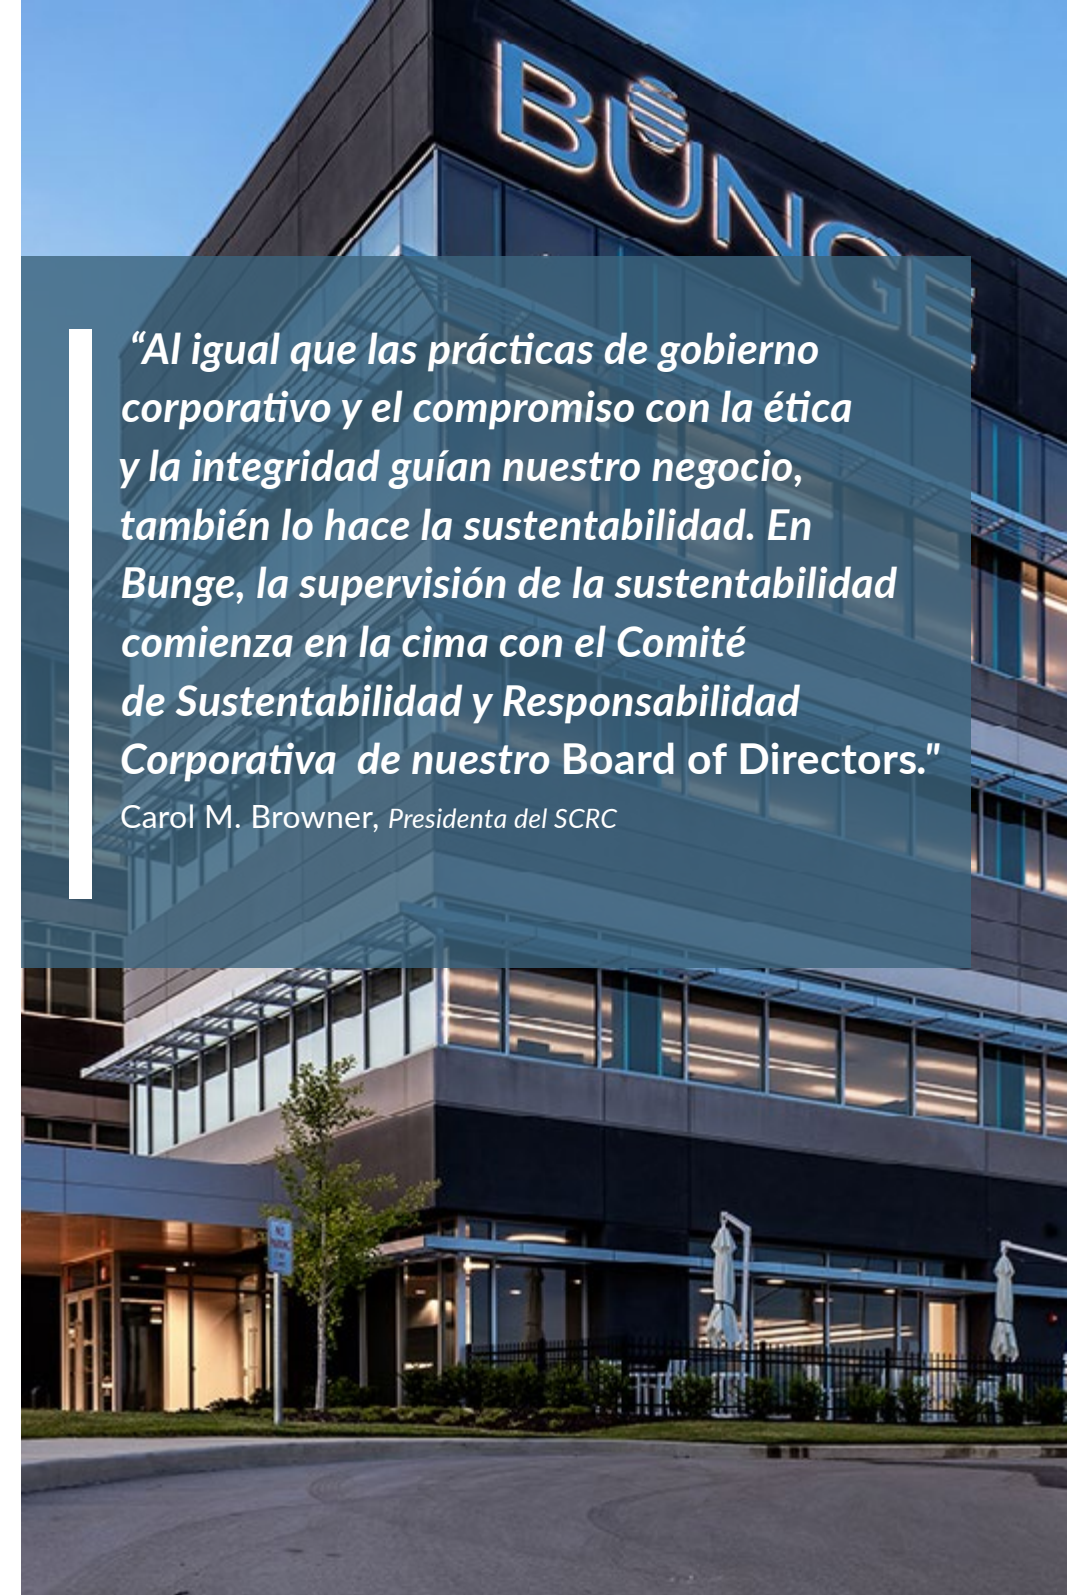 BUNGE
“Al igual que las prácticas de gobierno
corporativo y el compromiso con la ética
y la integridad guían nuestro negocio,
también lo hace la sustentabilidad. En
Bunge, la supervisión de la sustentabilidad
comienza en la cima con el Comité
de Sustentabilidad y Responsabilidad
Corporativa de nuestro Board of Directors."
Carol M. Browner, Presidenta del SCRC
NO
PARKING